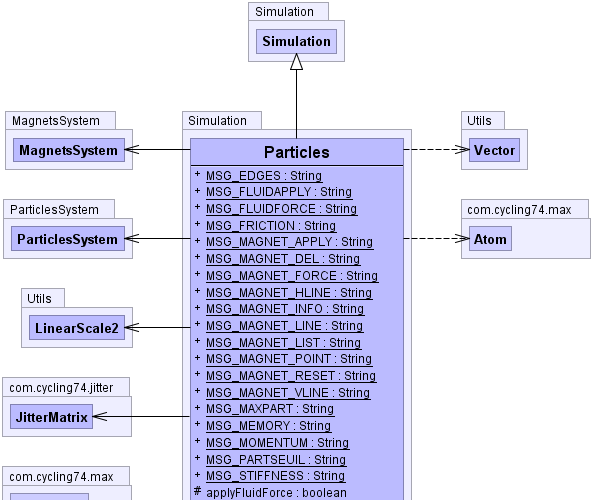 Simulation
Simulation
MagnetsSystem
MagnetsSystem
Simulation
Particles
Utils
Vector
+ MSG_EDGES : String
+ MSG_FLUIDAPPLY : String
+ MSG_FLUIDFORCE : String
+ MSG_FRICTION : String
+ MSG_MAGNET_APPLY : String
+ MSG_MAGNET_DEL : String
+ MSG_MAGNET_FORCE : String
+ MSG_MAGNET_HLINE : String
+ MSG_MAGNET_INFO : String
+ MSG_MAGNET_LINE : String
+ MSG_MAGNET_LIST : String
+ MSG_MAGNET_POINT : String
+ MSG_MAGNET_RESET : String
+ MSG_MAGNET_VLINE : String
+ MSG_MAXPART : String
+ MSG_MEMORY : String
+ MSG_MOMENTUM : String
+ MSG_PARTSEUIL : String
+ MSG_STIFFNESS : String
# applyFluidForce : boolean
ParticlesSystem
ParticlesSystem
com.cycling74.max
Atom
Utils
LinearScale2
com.cycling74.jitter
JitterMatrix
com.cycling74.max